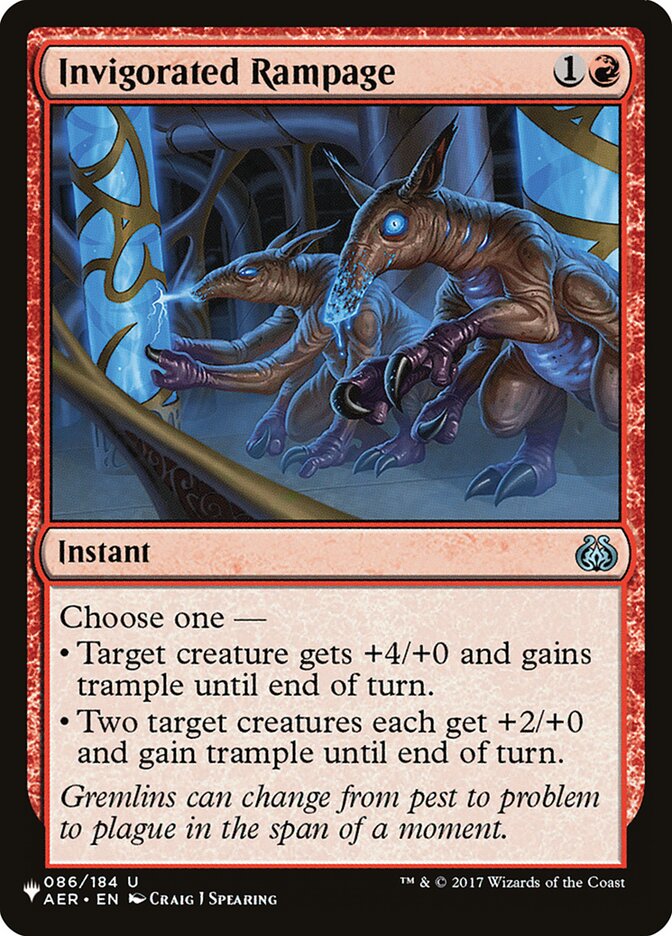 Invigorated Rampage 1
Instant
Choose one —
• Target creature gets +4/+0 and gains
trample until end of turn.
• Two target creatures each get +2/+0
and gain trample until end of turn.
Gremlins can change from pest to problem
to plague in the span of a moment.
086/184 U
AER • EN Craig J Spearing
™ & © 2017 Wizards of the Coast